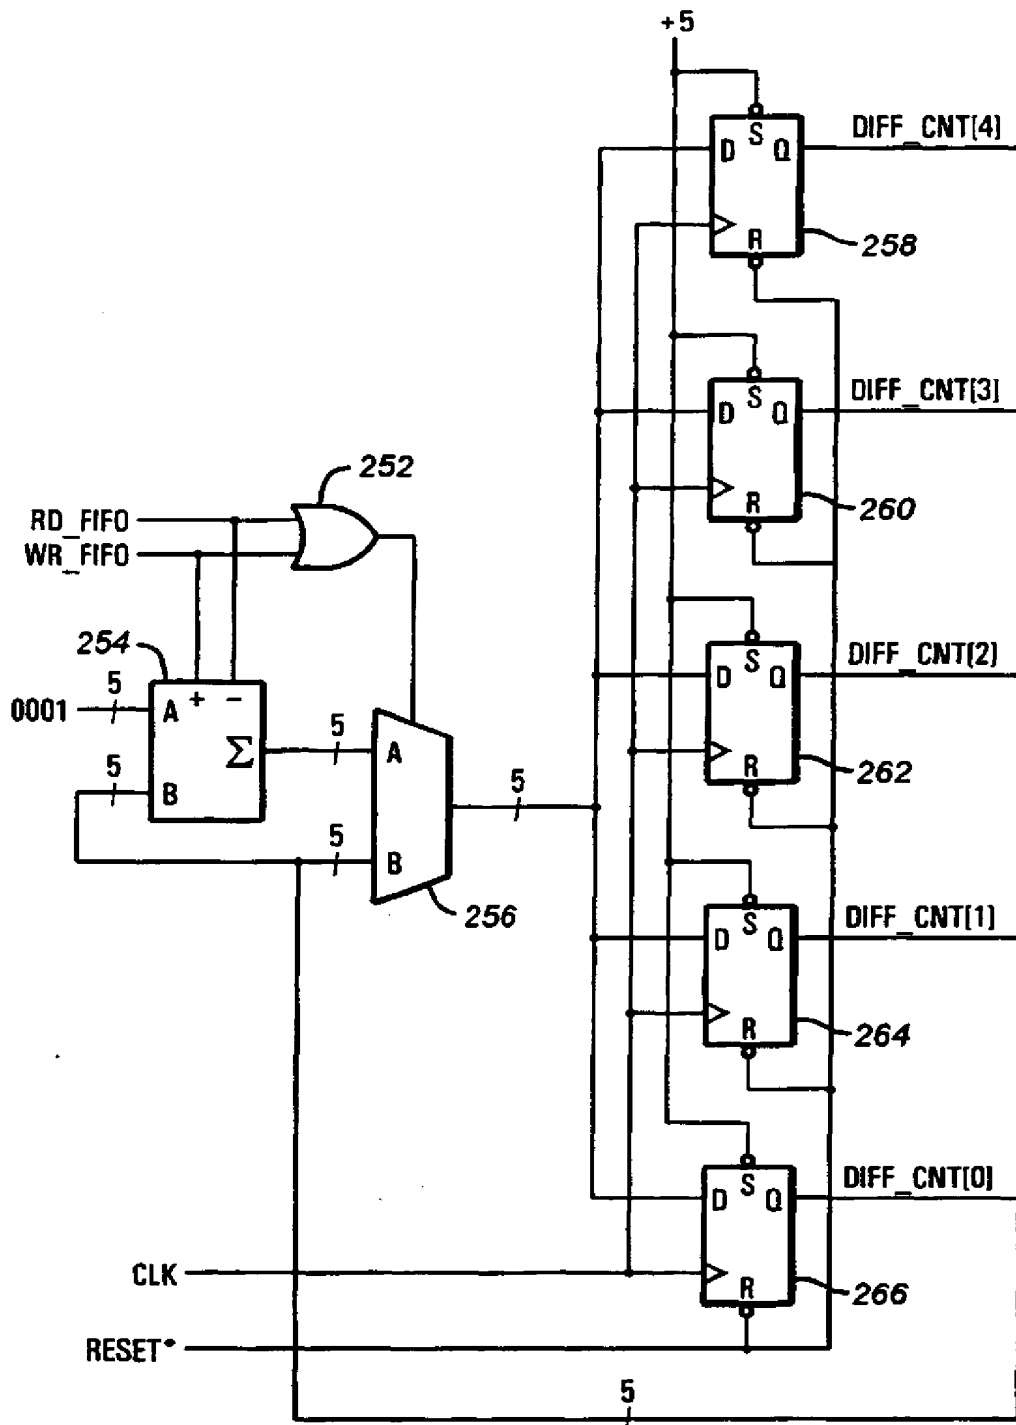 +5
S
D Q
R
DIFF_CNT[4]
258
S
D Q
R
DIFF_CNT[3]
260
252
RD_FIFO
WR_FIFO
254
5
0001
A + -
Σ
5
B
5
A
5
B
256
5
S
D Q
R
DIFF_CNT[2]
262
S
D Q
R
DIFF_CNT[1]
264
S
D Q
R
DIFF_CNT[0]
266
CLK
RESET*
5